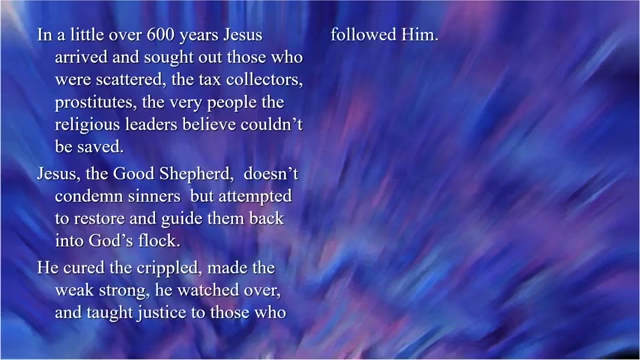 In a little over 600 years Jesus
arrived and sought out those who
were scattered, the tax collectors,
prostitutes, the very people the
religious leaders believe couldn’t
be saved.
Jesus, the Good Shepherd,  doesn’t
condemn sinners  but attempted
to restore and guide them back
into God’s flock.
He cured the crippled, made the
weak strong, he watched over,
and taught justice to those who
followed Him.